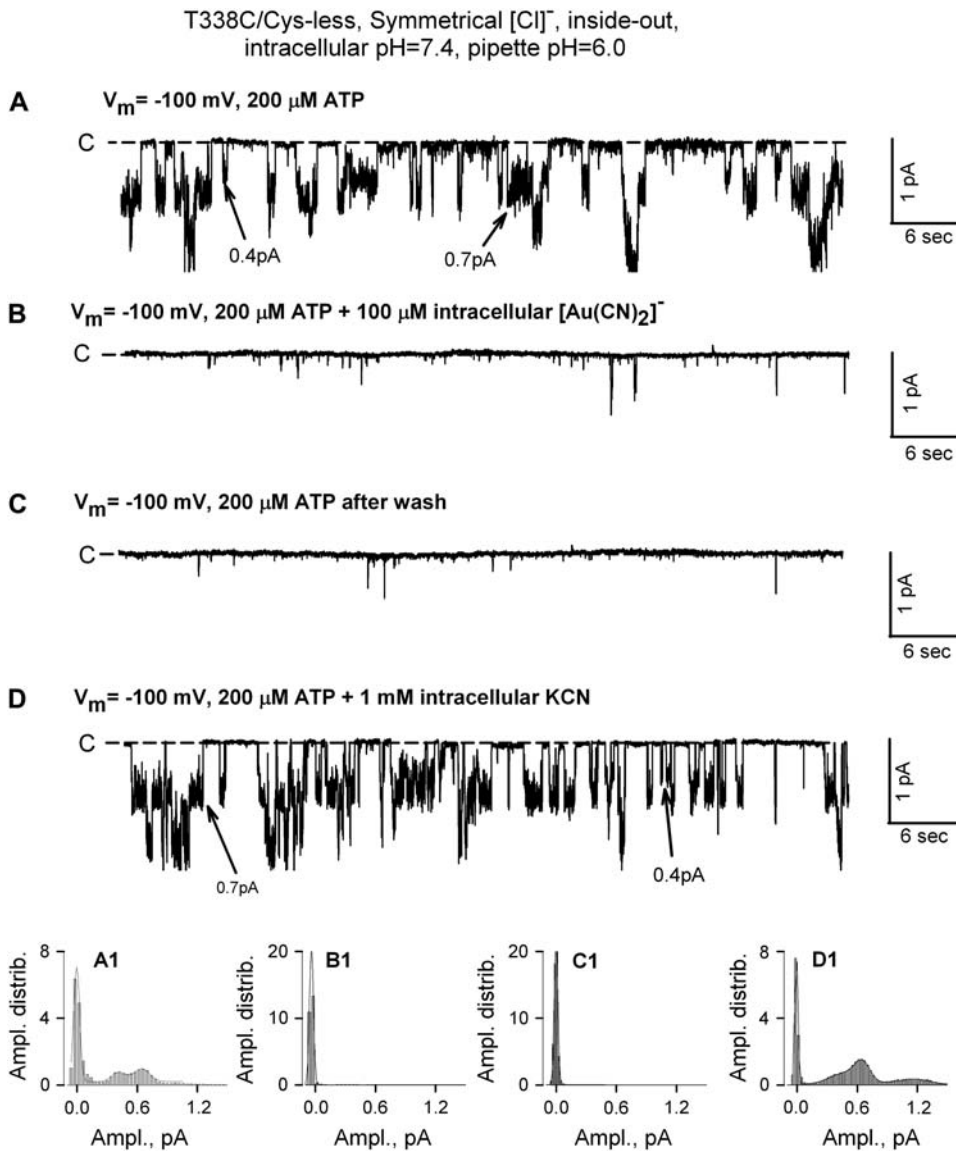 T338C/Cys-less, Symmetrical [Cl]⁻, inside-out,
intracellular pH=7.4, pipette pH=6.0
A Vm= -100 mV, 200 µM ATP
C
0.4pA
0.7pA
1 pA
6 sec
B Vm= -100 mV, 200 µM ATP + 100 µM intracellular [Au(CN)2]⁻
C
1 pA
6 sec
C Vm= -100 mV, 200 µM ATP after wash
C
1 pA
6 sec
D Vm= -100 mV, 200 µM ATP + 1 mM intracellular KCN
C
0.7pA
0.4pA
1 pA
6 sec
A1
Ampl. distrib.
8
4
0
0.0 0.6 1.2
Ampl., pA
B1
Ampl. distrib.
20
10
0
0.0 0.6 1.2
Ampl., pA
C1
Ampl. distrib.
20
10
0
0.0 0.6 1.2
Ampl., pA
D1
Ampl. distrib.
8
4
0
0.0 0.6 1.2
Ampl., pA